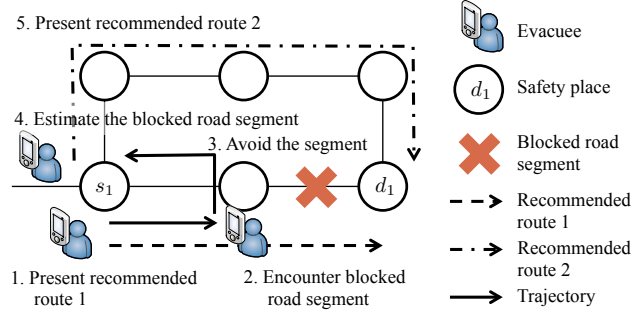 5. Present recommended route 2
4. Estimate the blocked road segment
3. Avoid the segment
s1
d1
1. Present recommended
route 1
2. Encounter blocked
road segment
Evacuee
d1
Safety place
Blocked road
segment
Recommended
route 1
Recommended
route 2
Trajectory